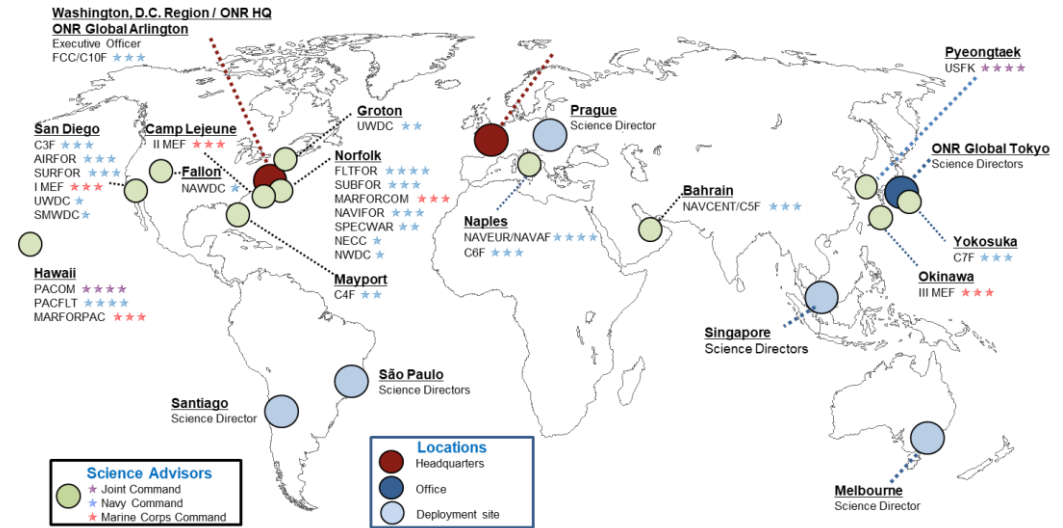 Washington, D.C. Region / ONR HQ
ONR Global Arlington
Executive Officer
FCC/C10F ★★★
Pyeongtaek
USFK ★★★★
Groton
UWDC ★★
Prague
Science Director
San Diego
C3F ★★★
AIRFOR ★★★
SURFOR ★★★
I MEF ★★★
UWDC ★
SMWDC ★
Camp Lejeune
II MEF ★★★
Fallon
NAWDC ★
Norfolk
FLTFOR ★★★★
SUBFOR ★★★
MARFORCOM ★★★
NAVIFOR ★★★
SPECWAR ★★
NECC ★
NWDC ★
ONR Global Tokyo
Science Directors
Bahrain
NAVCENT/C5F ★★★
Naples
NAVEUR/NAVAF ★★★★
C6F ★★★
Yokosuka
C7F ★★★
Hawaii
PACOM ★★★★
PACFLT ★★★★
MARFORPAC ★★★
Mayport
C4F ★★
Okinawa
III MEF ★★★
Singapore
Science Directors
São Paulo
Science Directors
Santiago
Science Director
Melbourne
Science Director
Science Advisors
★ Joint Command
★ Navy Command
★ Marine Corps Command
Locations
Headquarters
Office
Deployment site